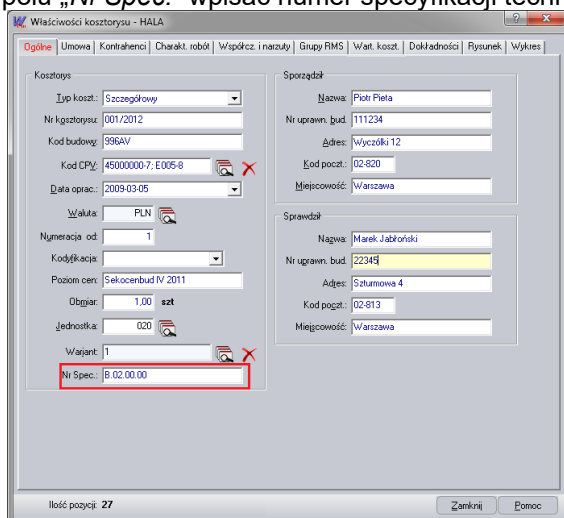 polu „Nr Spec.” wpisać numer specyfikacji techn
Właściwości kosztorysu - HALA
Ogólne Umowa Kontrahenci Charakt. robót Współcz. i narzuty Grupy RMS Wart. koszt. Dokładności Rysunek Wykres
Kosztorys
Typ koszt.: Szczegółowy
Nr kosztorysu: 001/2012
Kod budowy: 996AV
Kod CPV: 45000000-7; E005-8
Data oprac.: 2009-03-05
Waluta: PLN
Numeracja od: 1
Kodyfikacja:
Poziom cen: Sekocenbud IV 2011
Obmiar: 1,00 szt
Jednostka: 020
Wariant: 1
Nr Spec.: B.02.00.00
Sporządził
Nazwa: Piotr Pieta
Nr uprawn. bud. 111234
Adres: Wyczółki 12
Kod poczt.: 02-820
Miejscowość: Warszawa
Sprawdził
Nazwa: Marek Jabłoński
Nr uprawn. bud. 22345
Adres: Szturmowa 4
Kod poczt.: 02-813
Miejscowość: Warszawa
Ilość pozycji: 27
Zamknij Pomoc